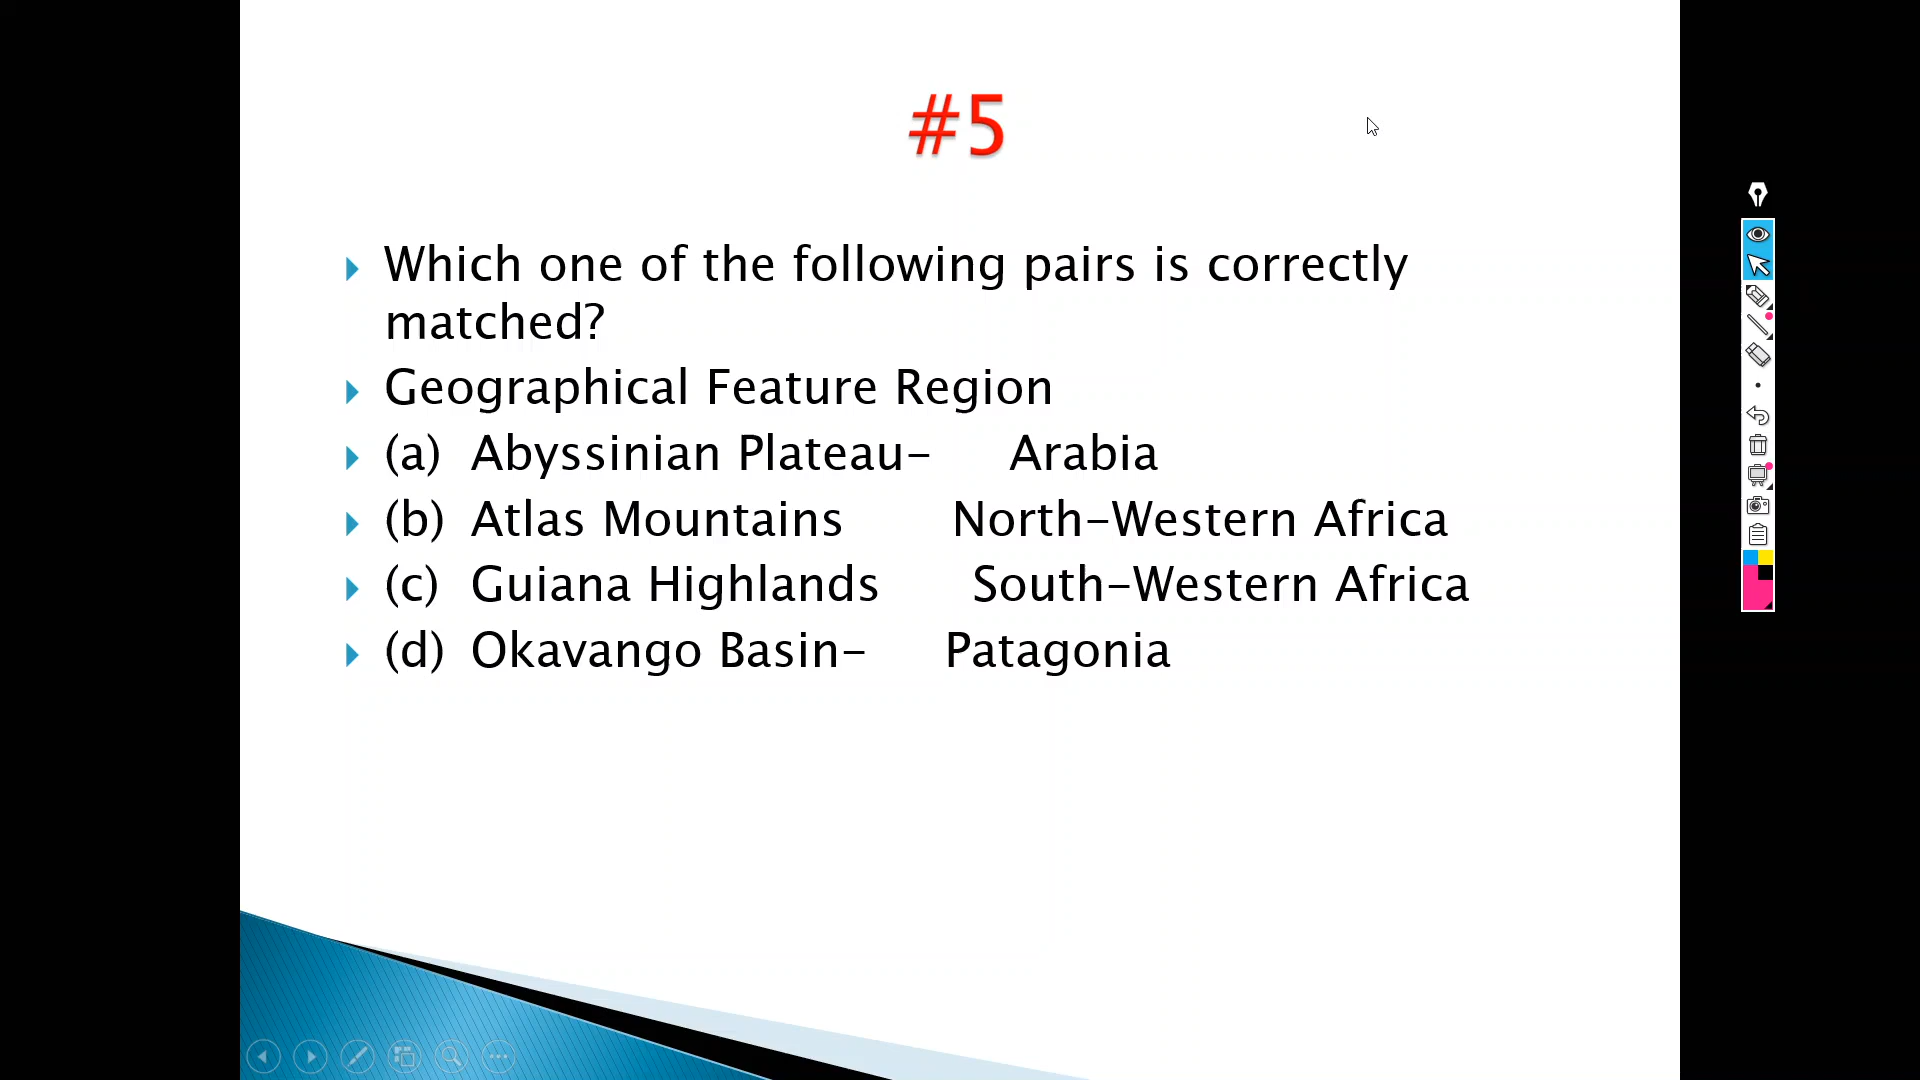 #5
Which one of the following pairs is correctly
matched?
Geographical Feature Region
(a) Abyssinian Plateau- Arabia
(b) Atlas Mountains North-Western Africa
(c) Guiana Highlands South-Western Africa
(d) Okavango Basin- Patagonia